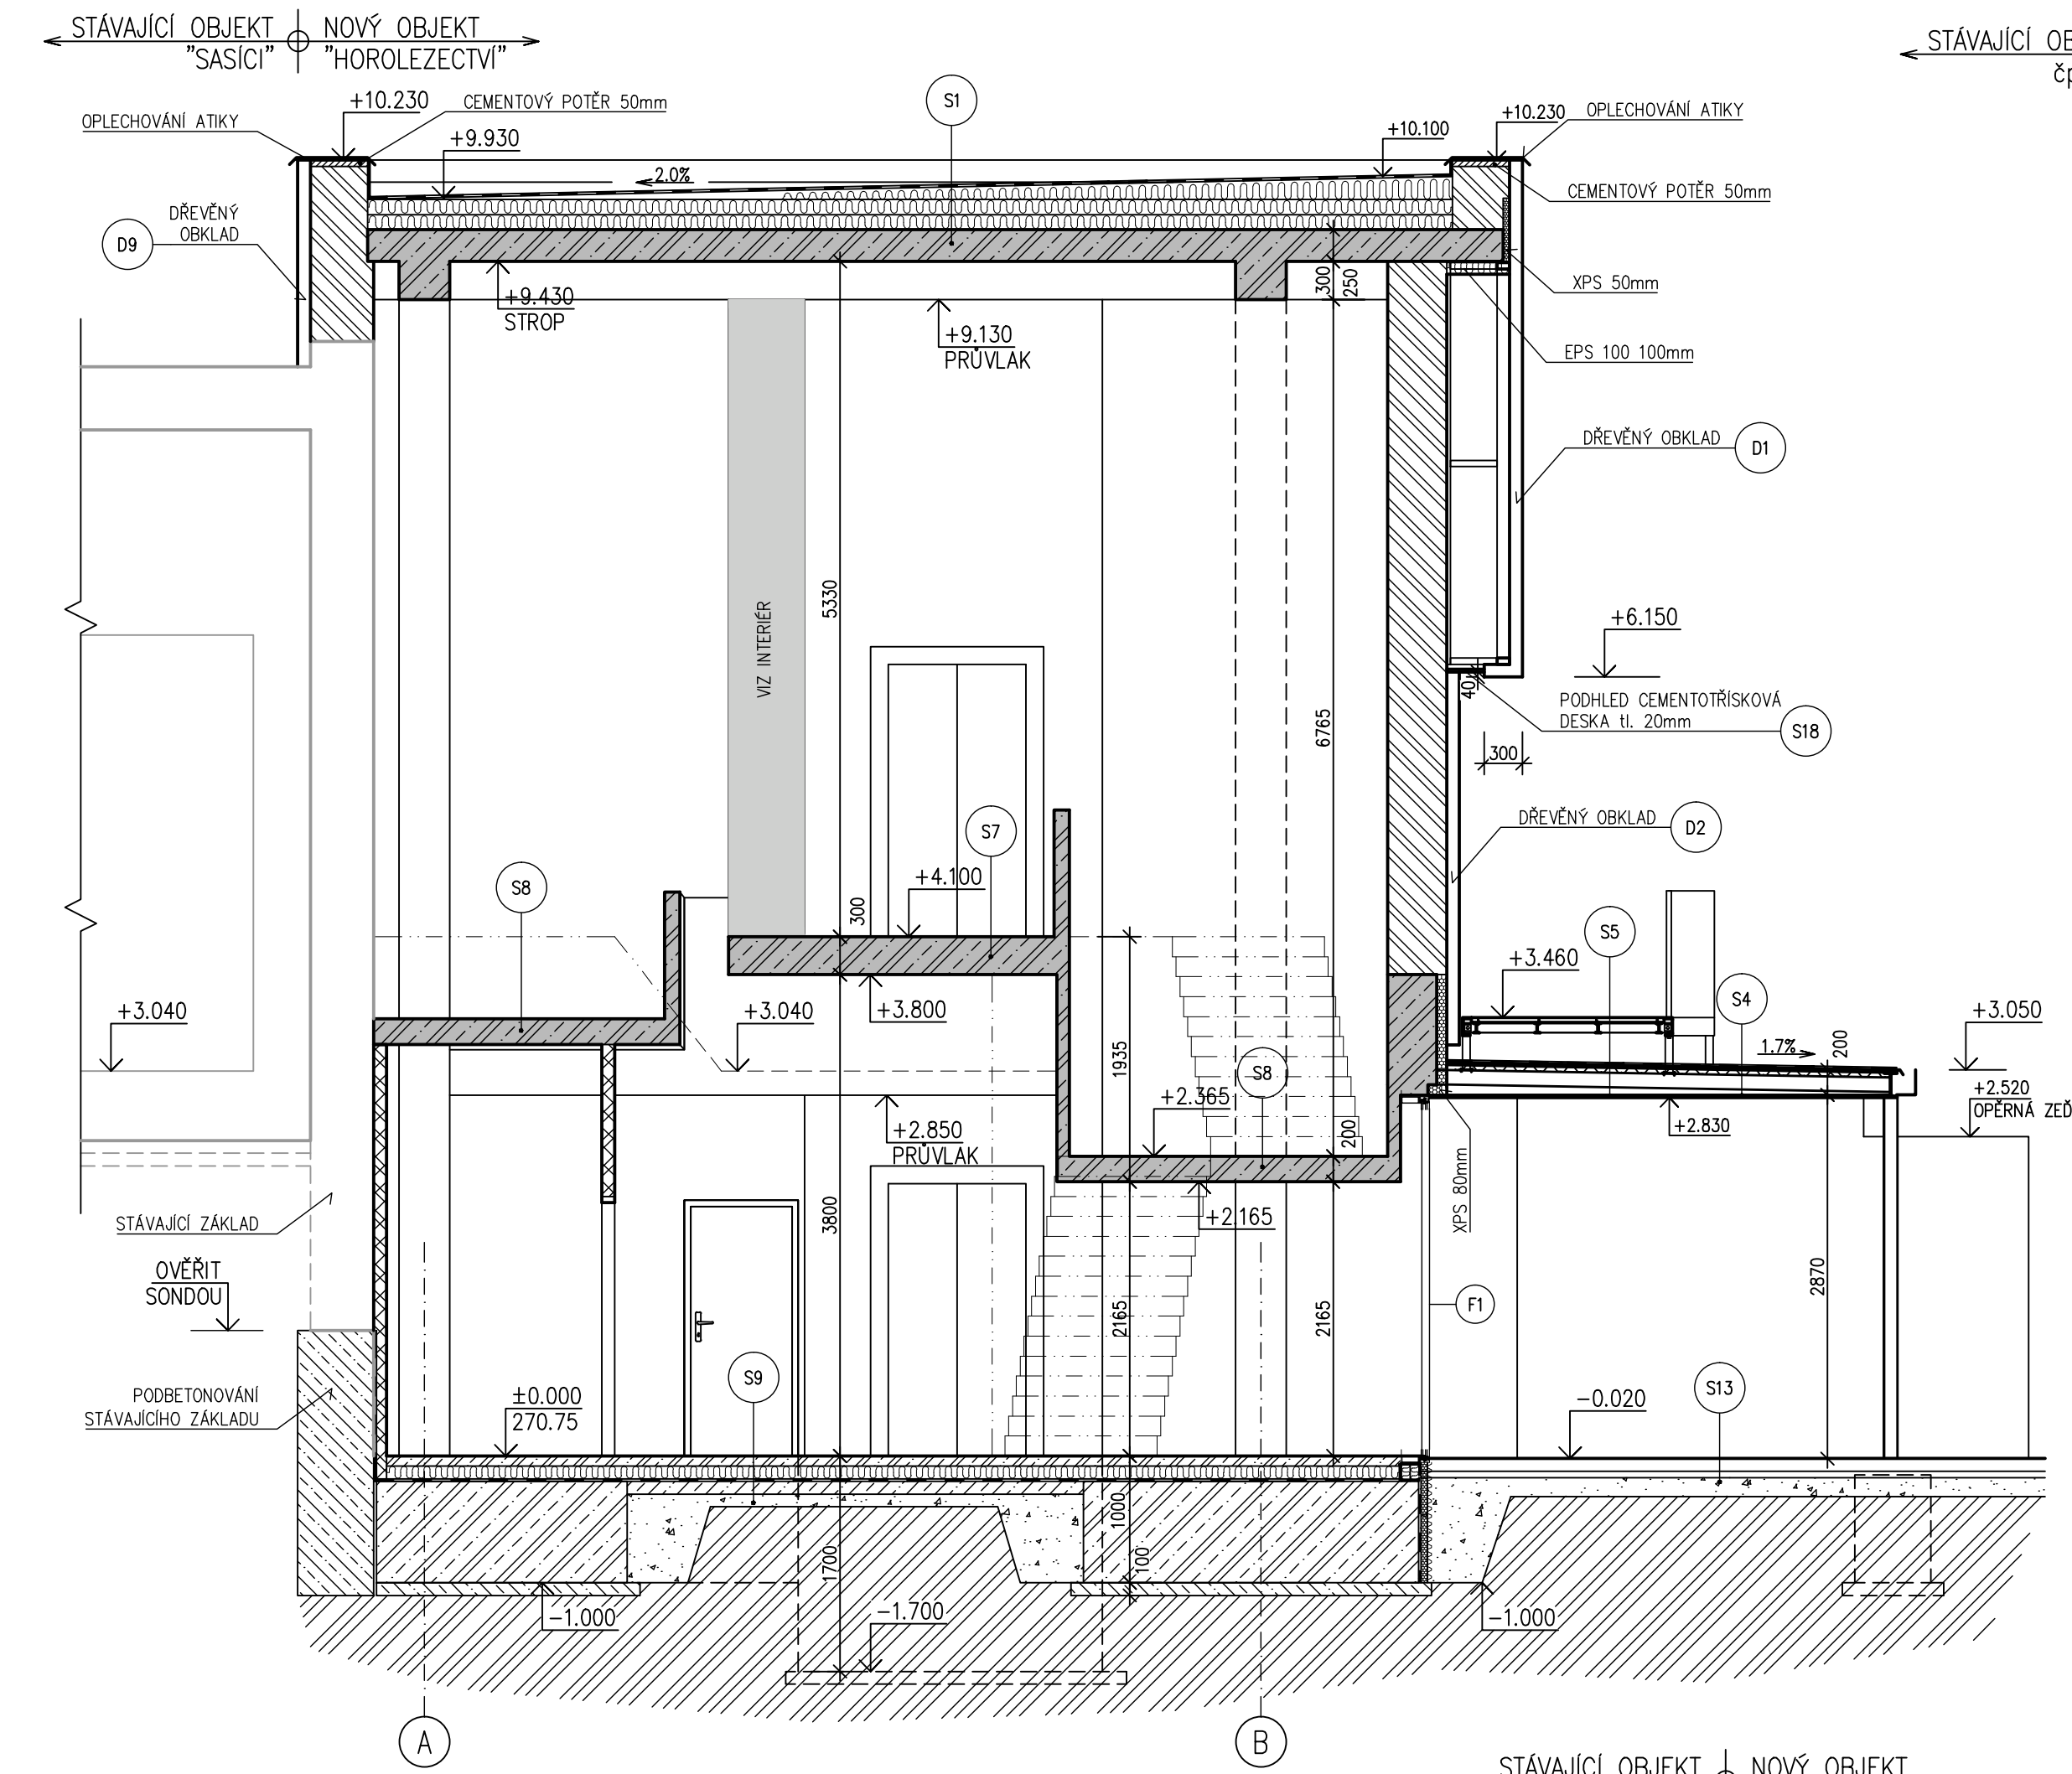 STÁVAJÍCÍ OBJEKT
"SASÍCI"
NOVÝ OBJEKT
"HOROLEZECTVÍ"
STÁVAJÍCÍ OB
čp
OPLECHOVÁNÍ ATIKY
+10.230
CEMENTOVÝ POTĚR 50mm
+9.930
S1
+10.100
+10.230
OPLECHOVÁNÍ ATIKY
2.0%
CEMENTOVÝ POTĚR 50mm
D9
DŘEVĚNÝ
OBKLAD
+9.430
STROP
+9.130
PRŮVLAK
300
250
XPS 50mm
EPS 100 100mm
DŘEVĚNÝ OBKLAD
D1
VIZ INTERIÉR
5330
6765
+6.150
40
PODHLED CEMENTOTŘÍSKOVÁ
DESKA tl. 20mm
S18
300
DŘEVĚNÝ OBKLAD
D2
S8
S7
+4.100
300
S5
+3.460
S4
+3.040
+3.040
+3.800
1935
S8
1.7%
200
+3.050
+2.365
+2.520
OPĚRNÁ ZEĎ
+2.850
PRŮVLAK
200
+2.830
XPS 80mm
STÁVAJÍCÍ ZÁKLAD
3800
+2.165
OVĚŘIT
SONDOU
2165
2165
F1
2870
PODBETONOVÁNÍ
STÁVAJÍCÍHO ZÁKLADU
±0.000
270.75
S9
-0.020
S13
1000
1700
100
-1.000
-1.700
-1.000
A
B
STÁVAJÍCÍ OBJEKT
NOVÝ OBJEKT